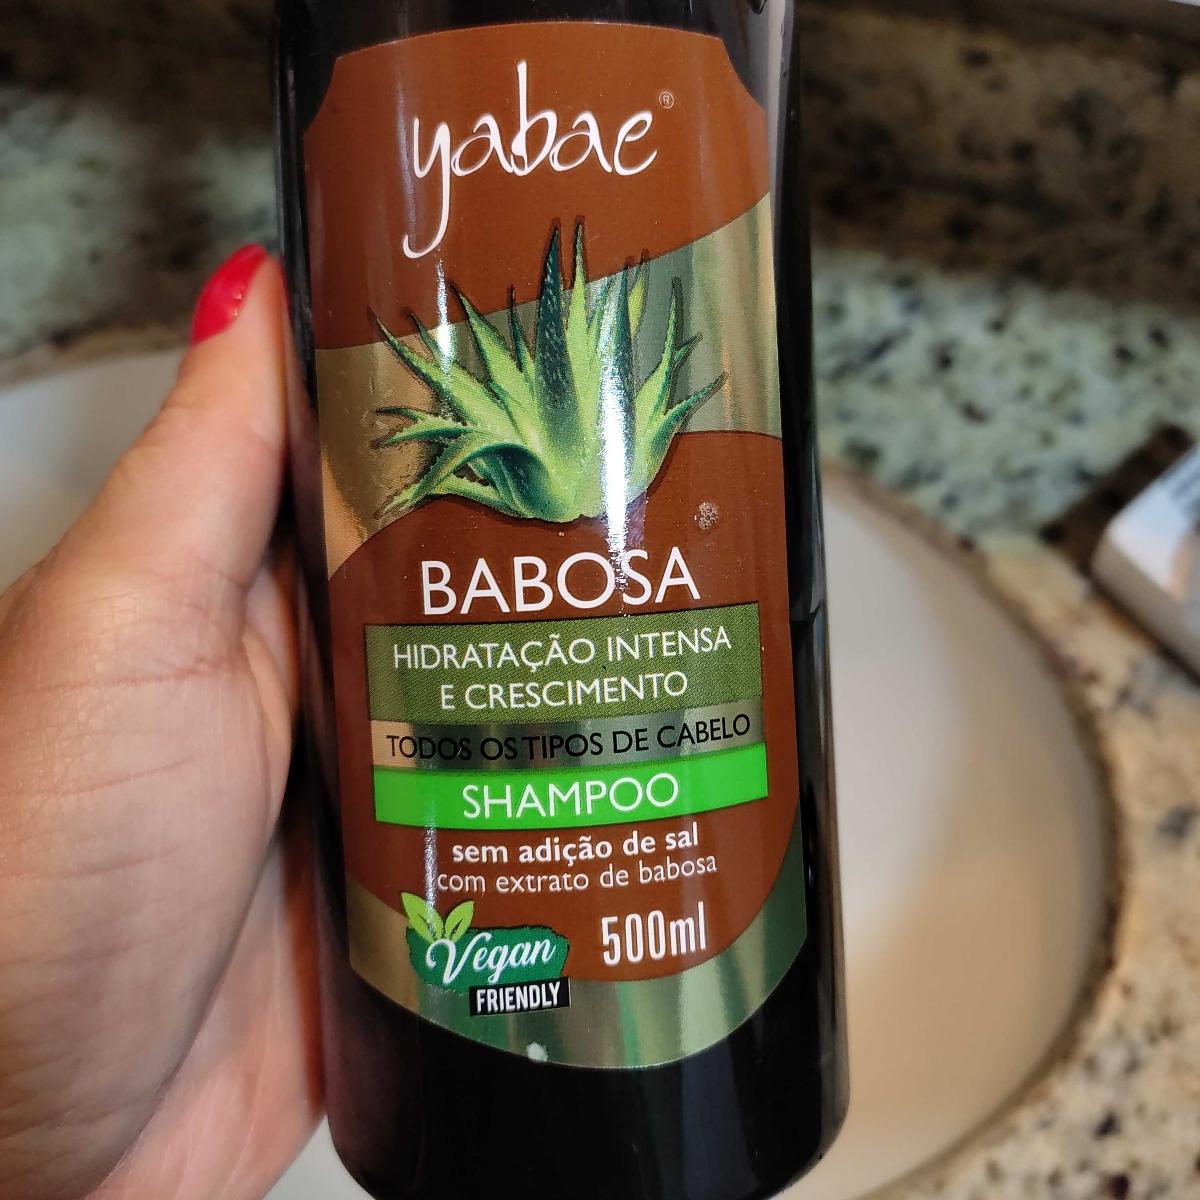 yabae®
BABOSA
HIDRATAÇÃO INTENSA
E CRESCIMENTO
TODOS OS TIPOS DE CABELO
SHAMPOO
sem adição de sal
com extrato de babosa
Vegan
FRIENDLY
500ml